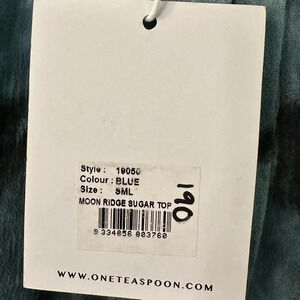 Style : 19050
Colour : BLUE
Size : SML
MOON RIDGE SUGAR TOP
9 334856 803760
190
WWW.ONETEASPOON.COM